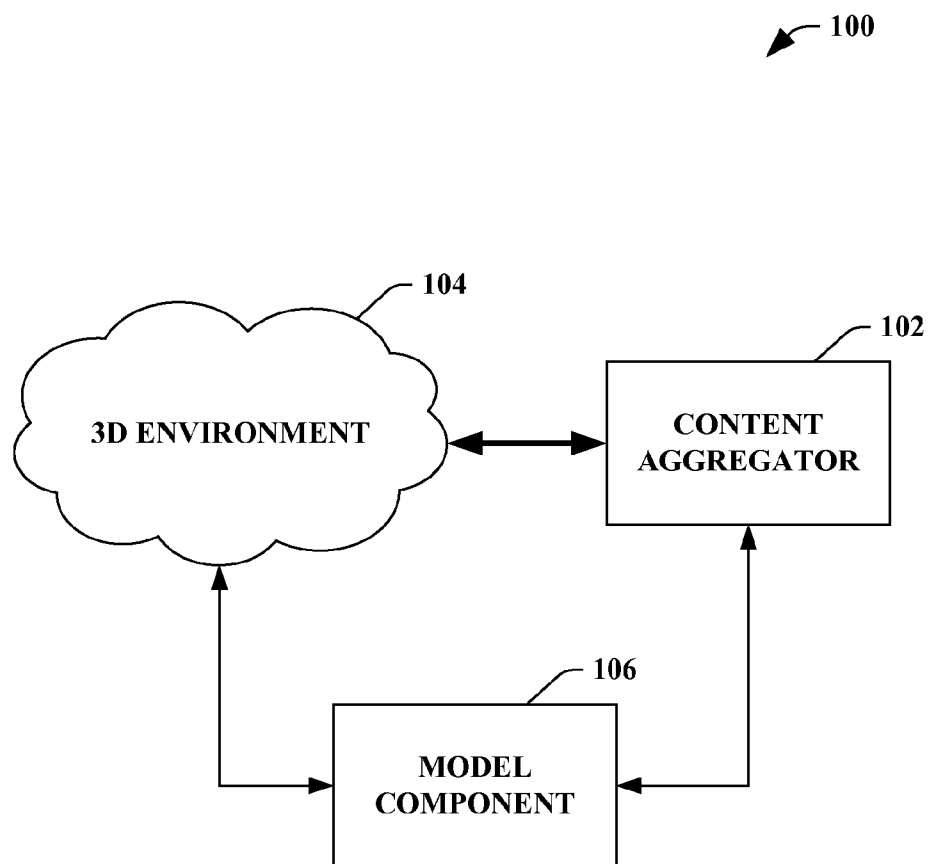 100
104
102
3D ENVIRONMENT
CONTENT
AGGREGATOR
106
MODEL
COMPONENT